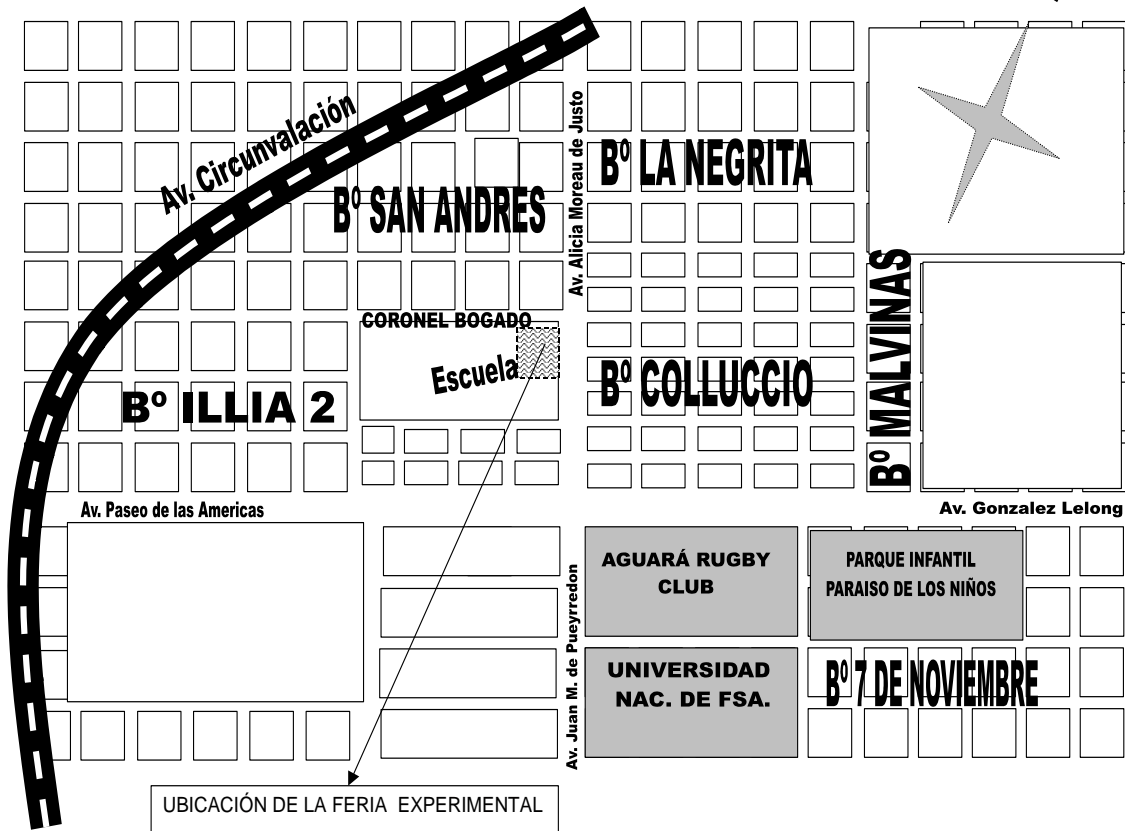 Av. Circunvalación
Av. Alicia Moreau de Justo
Bº LA NEGRITA
Bº SAN ANDRES
CORONEL BOGADO
Escuela
Bº COLLUCCIO
Bº MALVINAS
Bº ILLIA 2
Av. Paseo de las Americas
Av. Gonzalez Lelong
Av. Juan M. de Pueyrredon
AGUARÁ RUGBY
CLUB
PARQUE INFANTIL
PARAISO DE LOS NIÑOS
UNIVERSIDAD
NAC. DE FSA.
Bº 7 DE NOVIEMBRE
UBICACIÓN DE LA FERIA EXPERIMENTAL